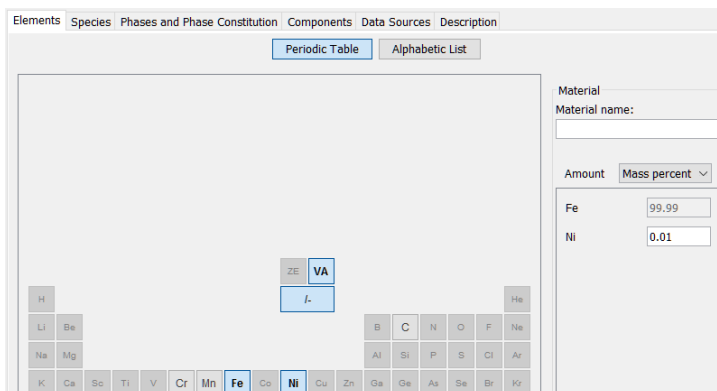 Elements Species Phases and Phase Constitution Components Data Sources Description
Periodic Table Alphabetic List
Material
Material name:
Amount Mass percent
Fe 99.99
Ni 0.01
ZE VA
/-
H He
Li Be B C N O F Ne
Na Mg Al Si P S Cl Ar
K Ca Sc Ti V Cr Mn Fe Co Ni Cu Zn Ga Ge As Se Br Kr